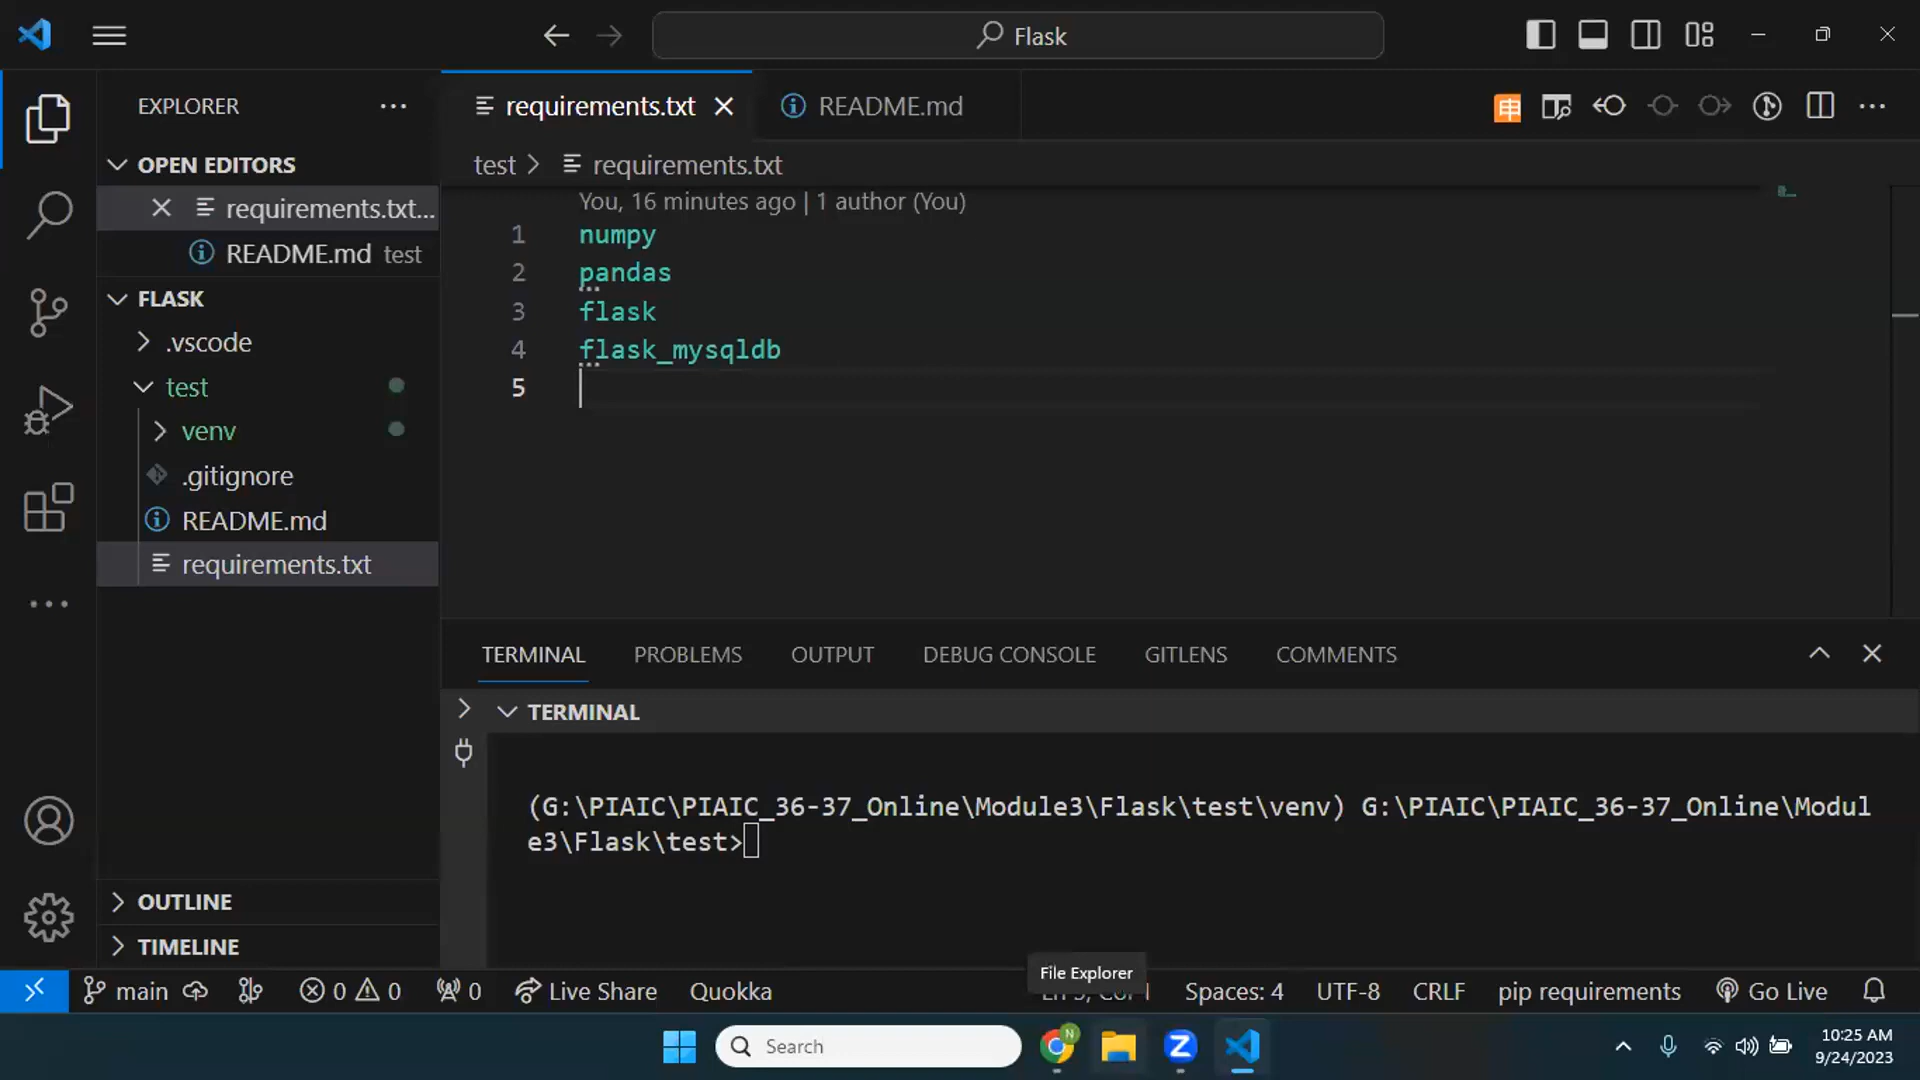 Flask
EXPLORER
OPEN EDITORS
requirements.txt...
README.md test
FLASK
.vscode
test
venv
.gitignore
README.md
requirements.txt
OUTLINE
TIMELINE
requirements.txt
README.md
test > requirements.txt
You, 16 minutes ago | 1 author (You)
1 numpy
2 pandas
3 flask
4 flask_mysqldb
5
TERMINAL PROBLEMS OUTPUT DEBUG CONSOLE GITLENS COMMENTS
TERMINAL
(G:\PIAIC\PIAIC_36-37_Online\Module3\Flask\test\venv) G:\PIAIC\PIAIC_36-37_Online\Modul
e3\Flask\test>
File Explorer
main 0 0 0 Live Share Quokka Spaces: 4 UTF-8 CRLF pip requirements Go Live
Search
N
10:25 AM
9/24/2023